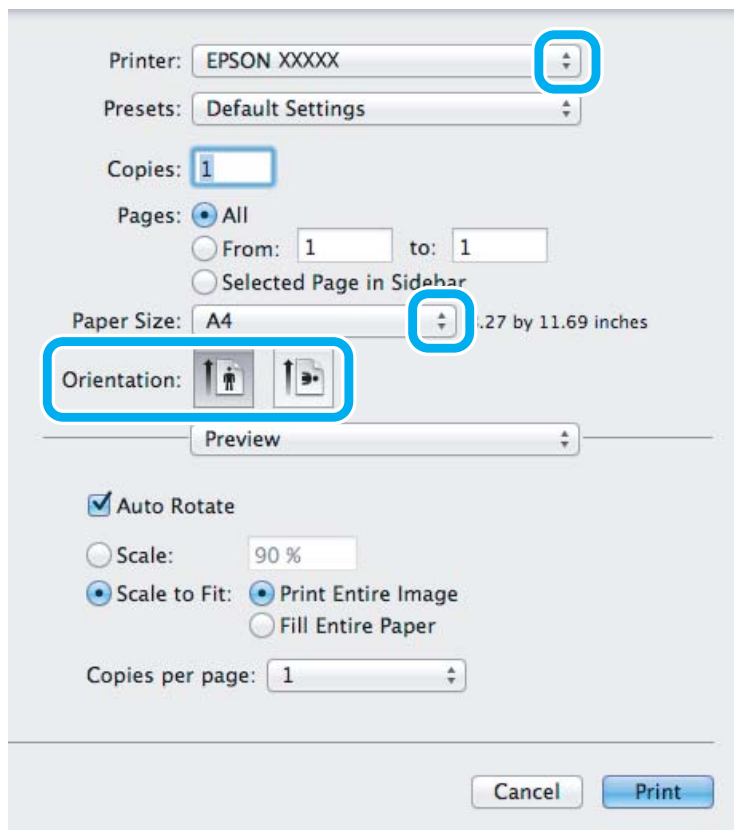 Printer: EPSON XXXXX
Presets: Default Settings
Copies: 1
Pages: All
From: 1 to: 1
Selected Page in Sidebar
Paper Size: A4 .27 by 11.69 inches
Orientation:
Preview
Auto Rotate
Scale: 90 %
Scale to Fit: Print Entire Image
Fill Entire Paper
Copies per page: 1
Cancel Print